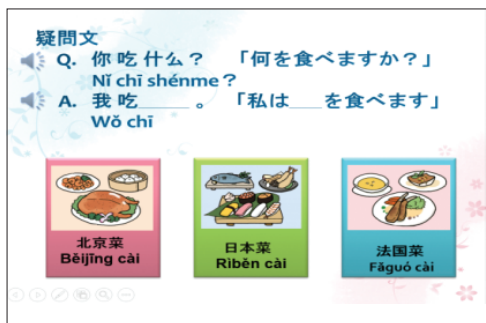 疑問文
Q. 你 吃 什么？ 「何を食べますか？」
Nǐ chī shénme？
A. 我 吃_____ 。 「私は___を食べます」
Wǒ chī
北京菜
Běijīng cài
日本菜
Rìběn cài
法国菜
Fǎguó cài